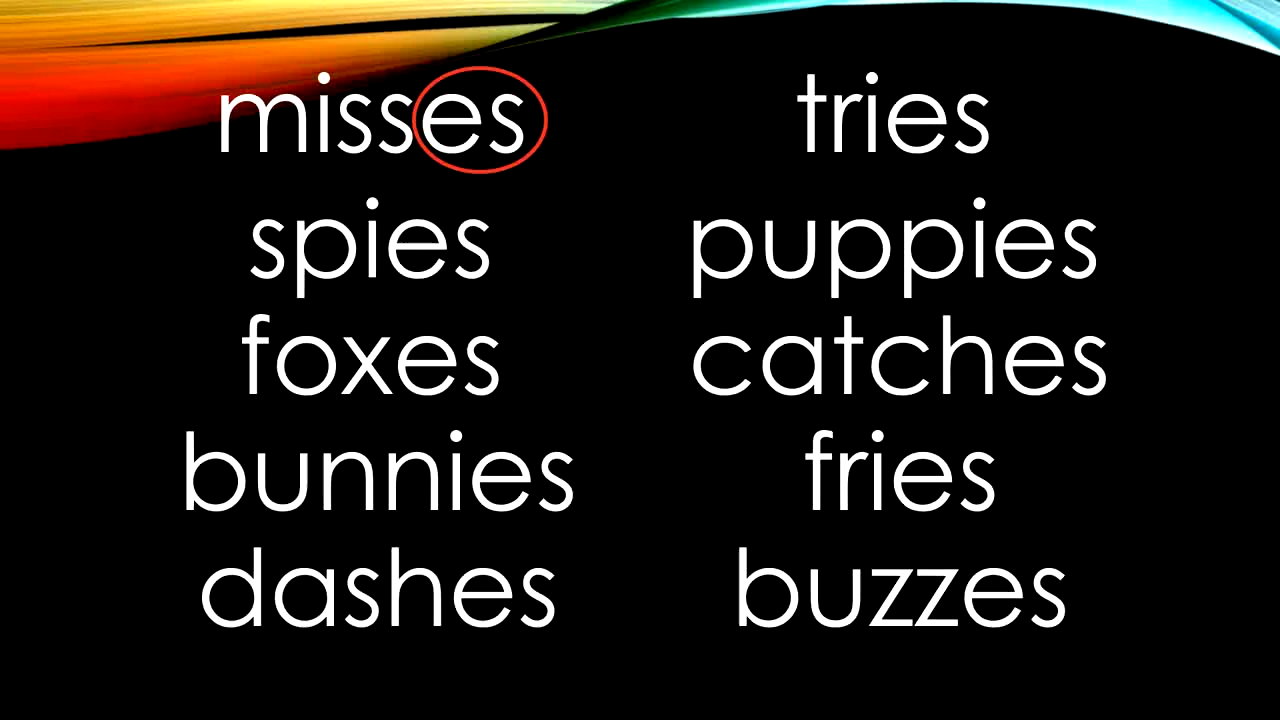 misses
spies
foxes
bunnies
dashes
tries
puppies
catches
fries
buzzes